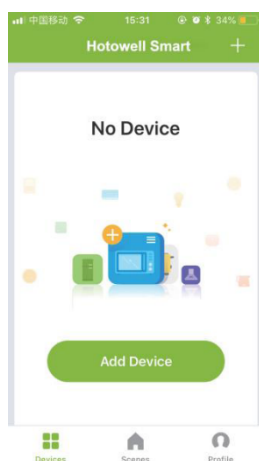 中国移动 15:31 34%
Hotowell Smart +
No Device
Add Device
Devices Scenes Profile